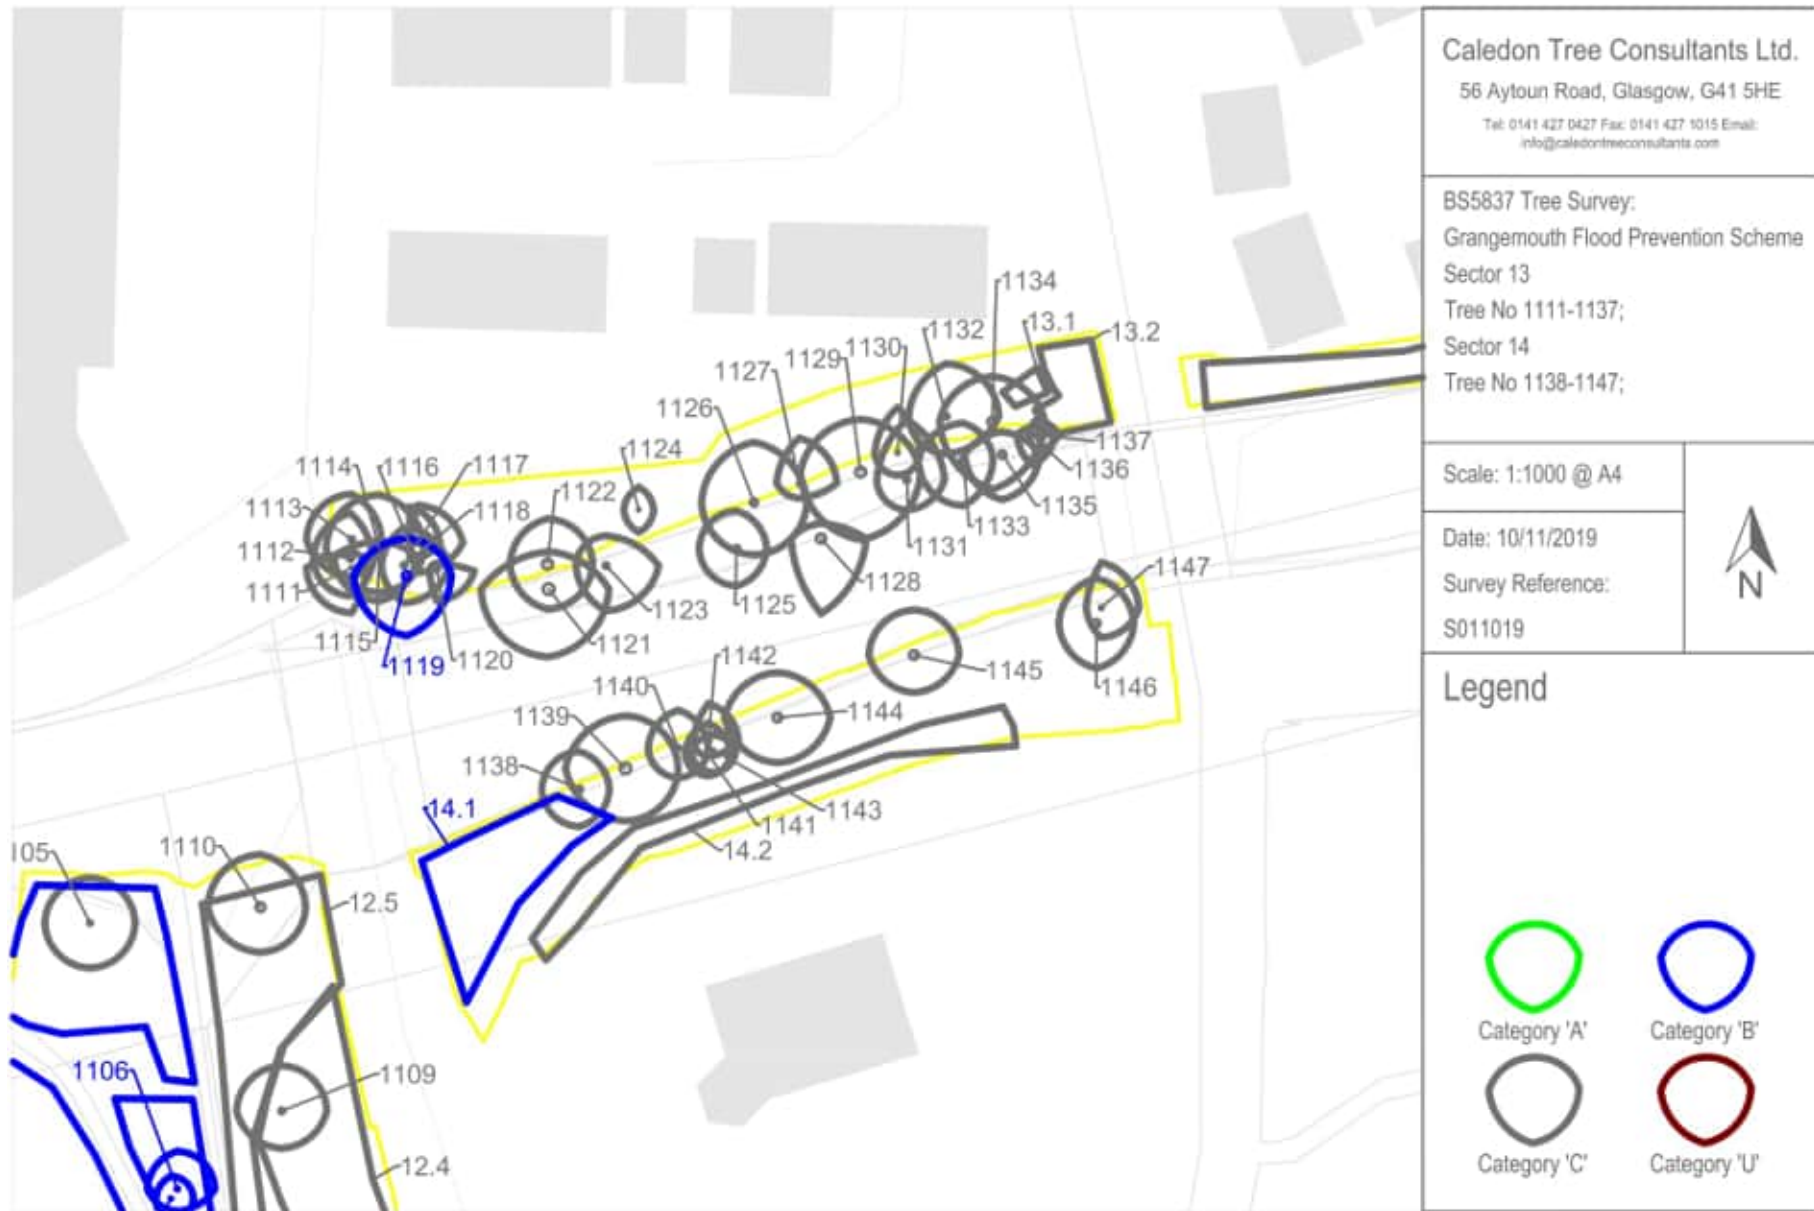 Caledon Tree Consultants Ltd.
56 Aytoun Road, Glasgow, G41 5HE
Tel: 0141 427 0427 Fax: 0141 427 1015 Email:
info@caledontreeconsultants.com
BS5837 Tree Survey:
Grangemouth Flood Prevention Scheme
Sector 13
Tree No 1111-1137;
Sector 14
Tree No 1138-1147;
Scale: 1:1000 @ A4
Date: 10/11/2019
Survey Reference:
S011019
N
Legend
Category 'A'
Category 'B'
Category 'C'
Category 'U'
1134
1132
13.1
13.2
1130
1129
1127
1126
1124
1137
1136
1135
1133
1131
1128
1125
1114
1116
1117
1113
1118
1122
1112
1111
1115
1119
1120
1121
1123
1147
1146
1145
1142
1140
1139
1144
1138
1143
1141
14.1
14.2
105
1110
12.5
1106
1109
12.4